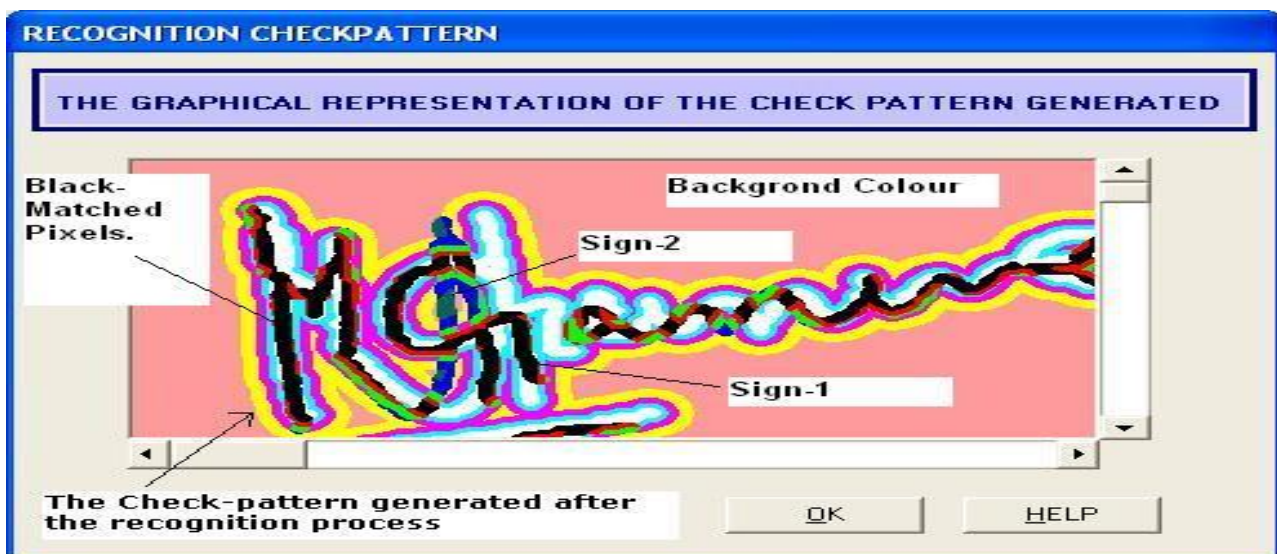 RECOGNITION CHECKPATTERN
THE GRAPHICAL REPRESENTATION OF THE CHECK PATTERN GENERATED
Black-
Matched
Pixels.
Backgrond Colour
Sign-2
Sign-1
The Check-pattern generated after
the recognition process
OK
HELP